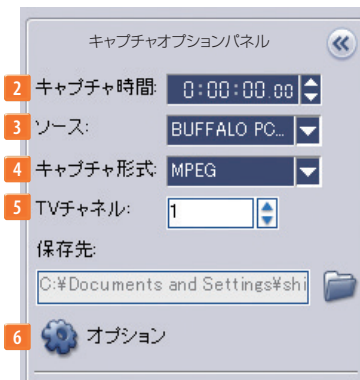 キャプチャオプションパネル
2 キャプチャ時間: 0:00:00.00
3 ソース: BUFFALO PC...
4 キャプチャ形式: MPEG
5 TVチャネル: 1
保存先:
C:¥Documents and Settings¥shi
6 オプション